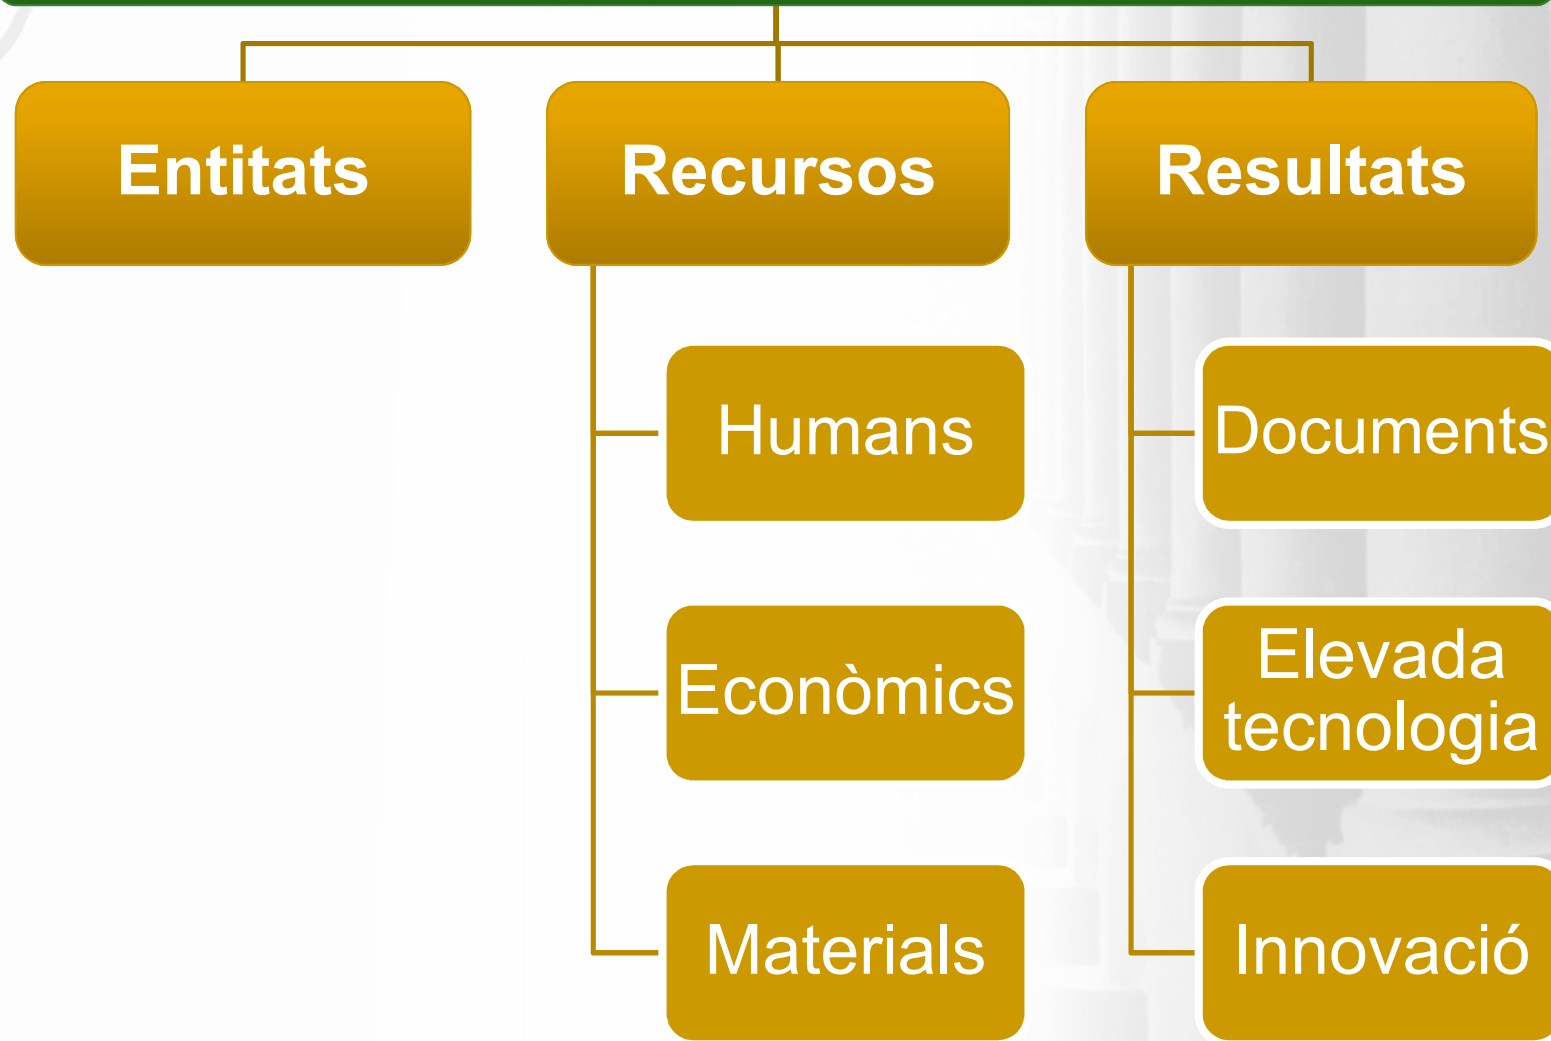 Entitats
Recursos
Resultats
Humans
Documents
Econòmics
Elevada
tecnologia
Materials
Innovació